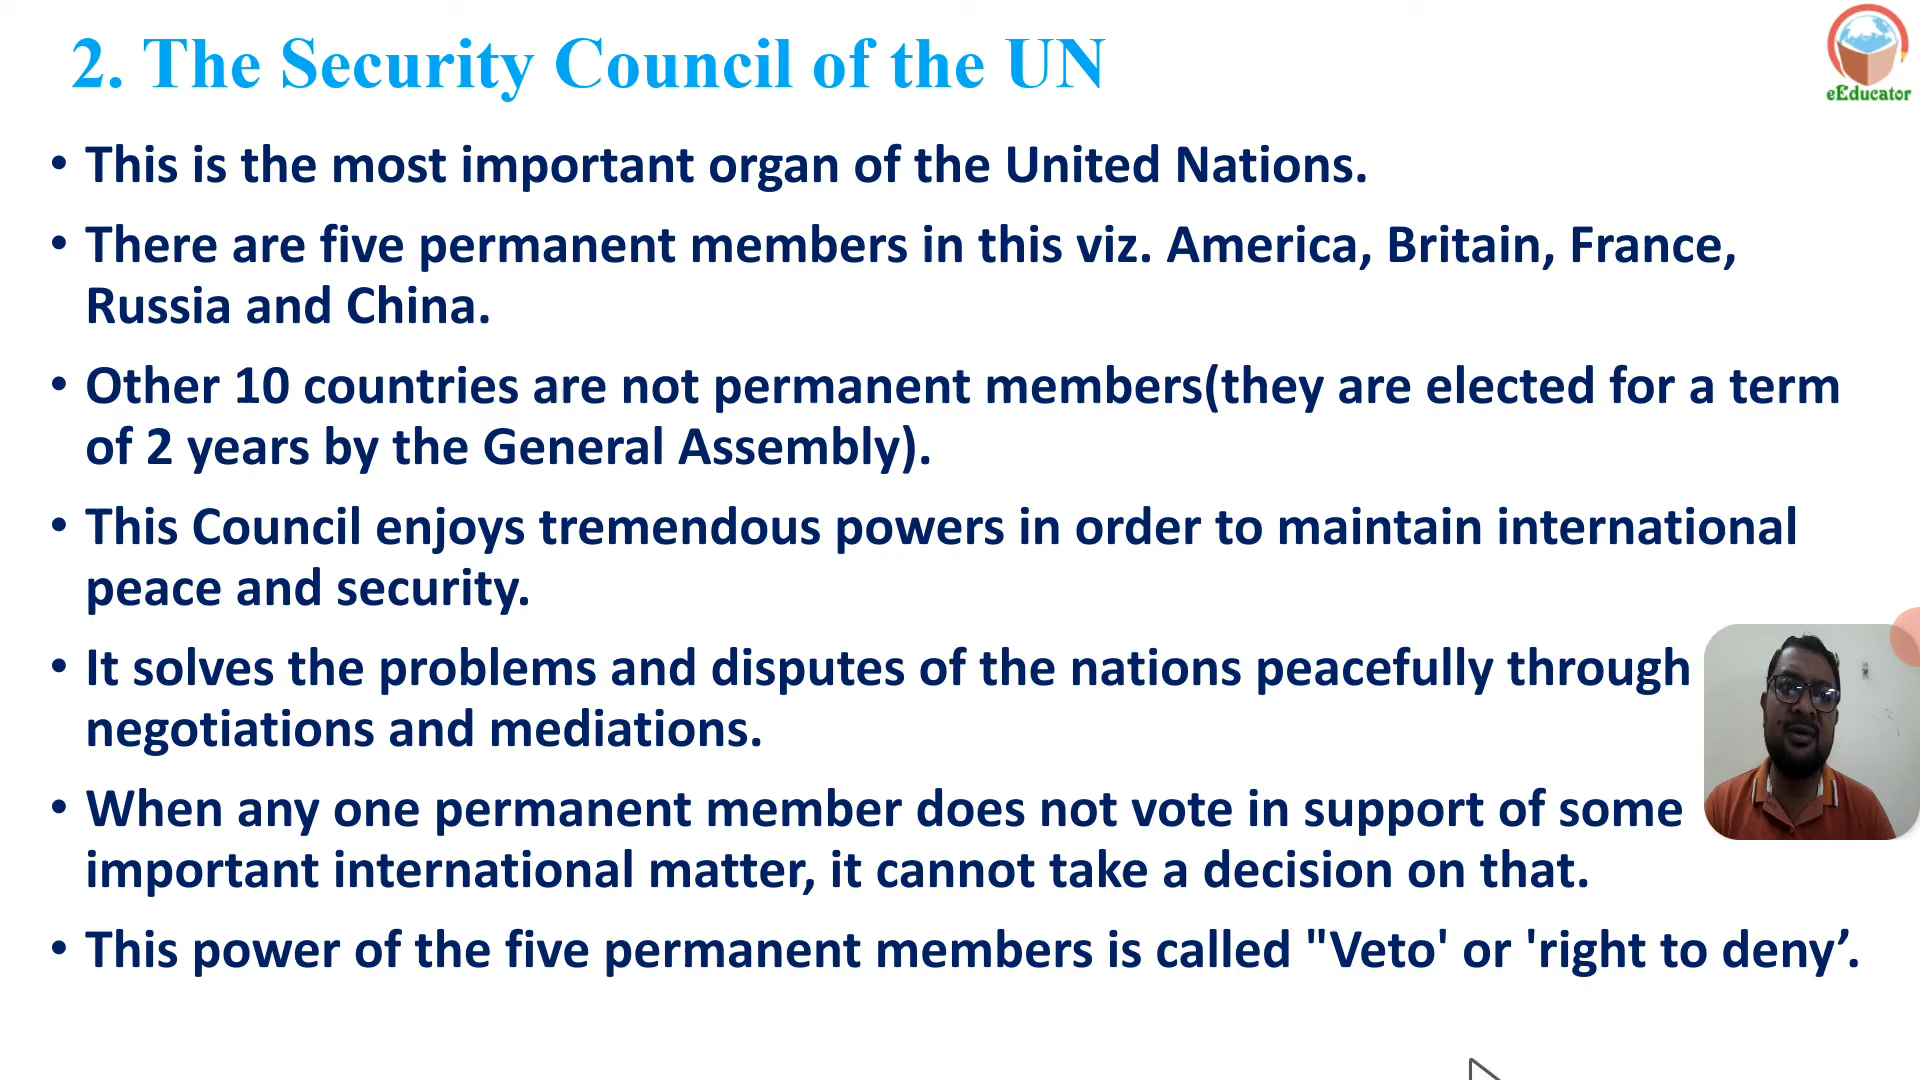 2. The Security Council of the UN
eEducator
• This is the most important organ of the United Nations.
• There are five permanent members in this viz. America, Britain, France,
Russia and China.
• Other 10 countries are not permanent members(they are elected for a term
of 2 years by the General Assembly).
• This Council enjoys tremendous powers in order to maintain international
peace and security.
• It solves the problems and disputes of the nations peacefully through
negotiations and mediations.
• When any one permanent member does not vote in support of some
important international matter, it cannot take a decision on that.
• This power of the five permanent members is called "Veto' or 'right to deny’.